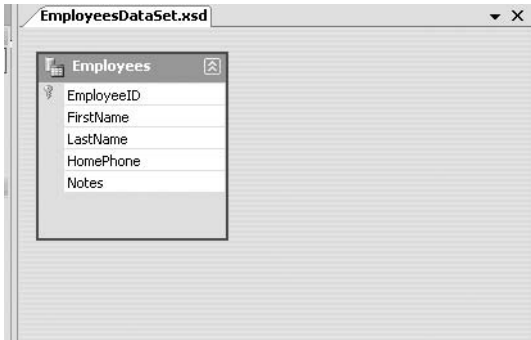 EmployeesDataSet.xsd
Employees
EmployeeID
FirstName
LastName
HomePhone
Notes